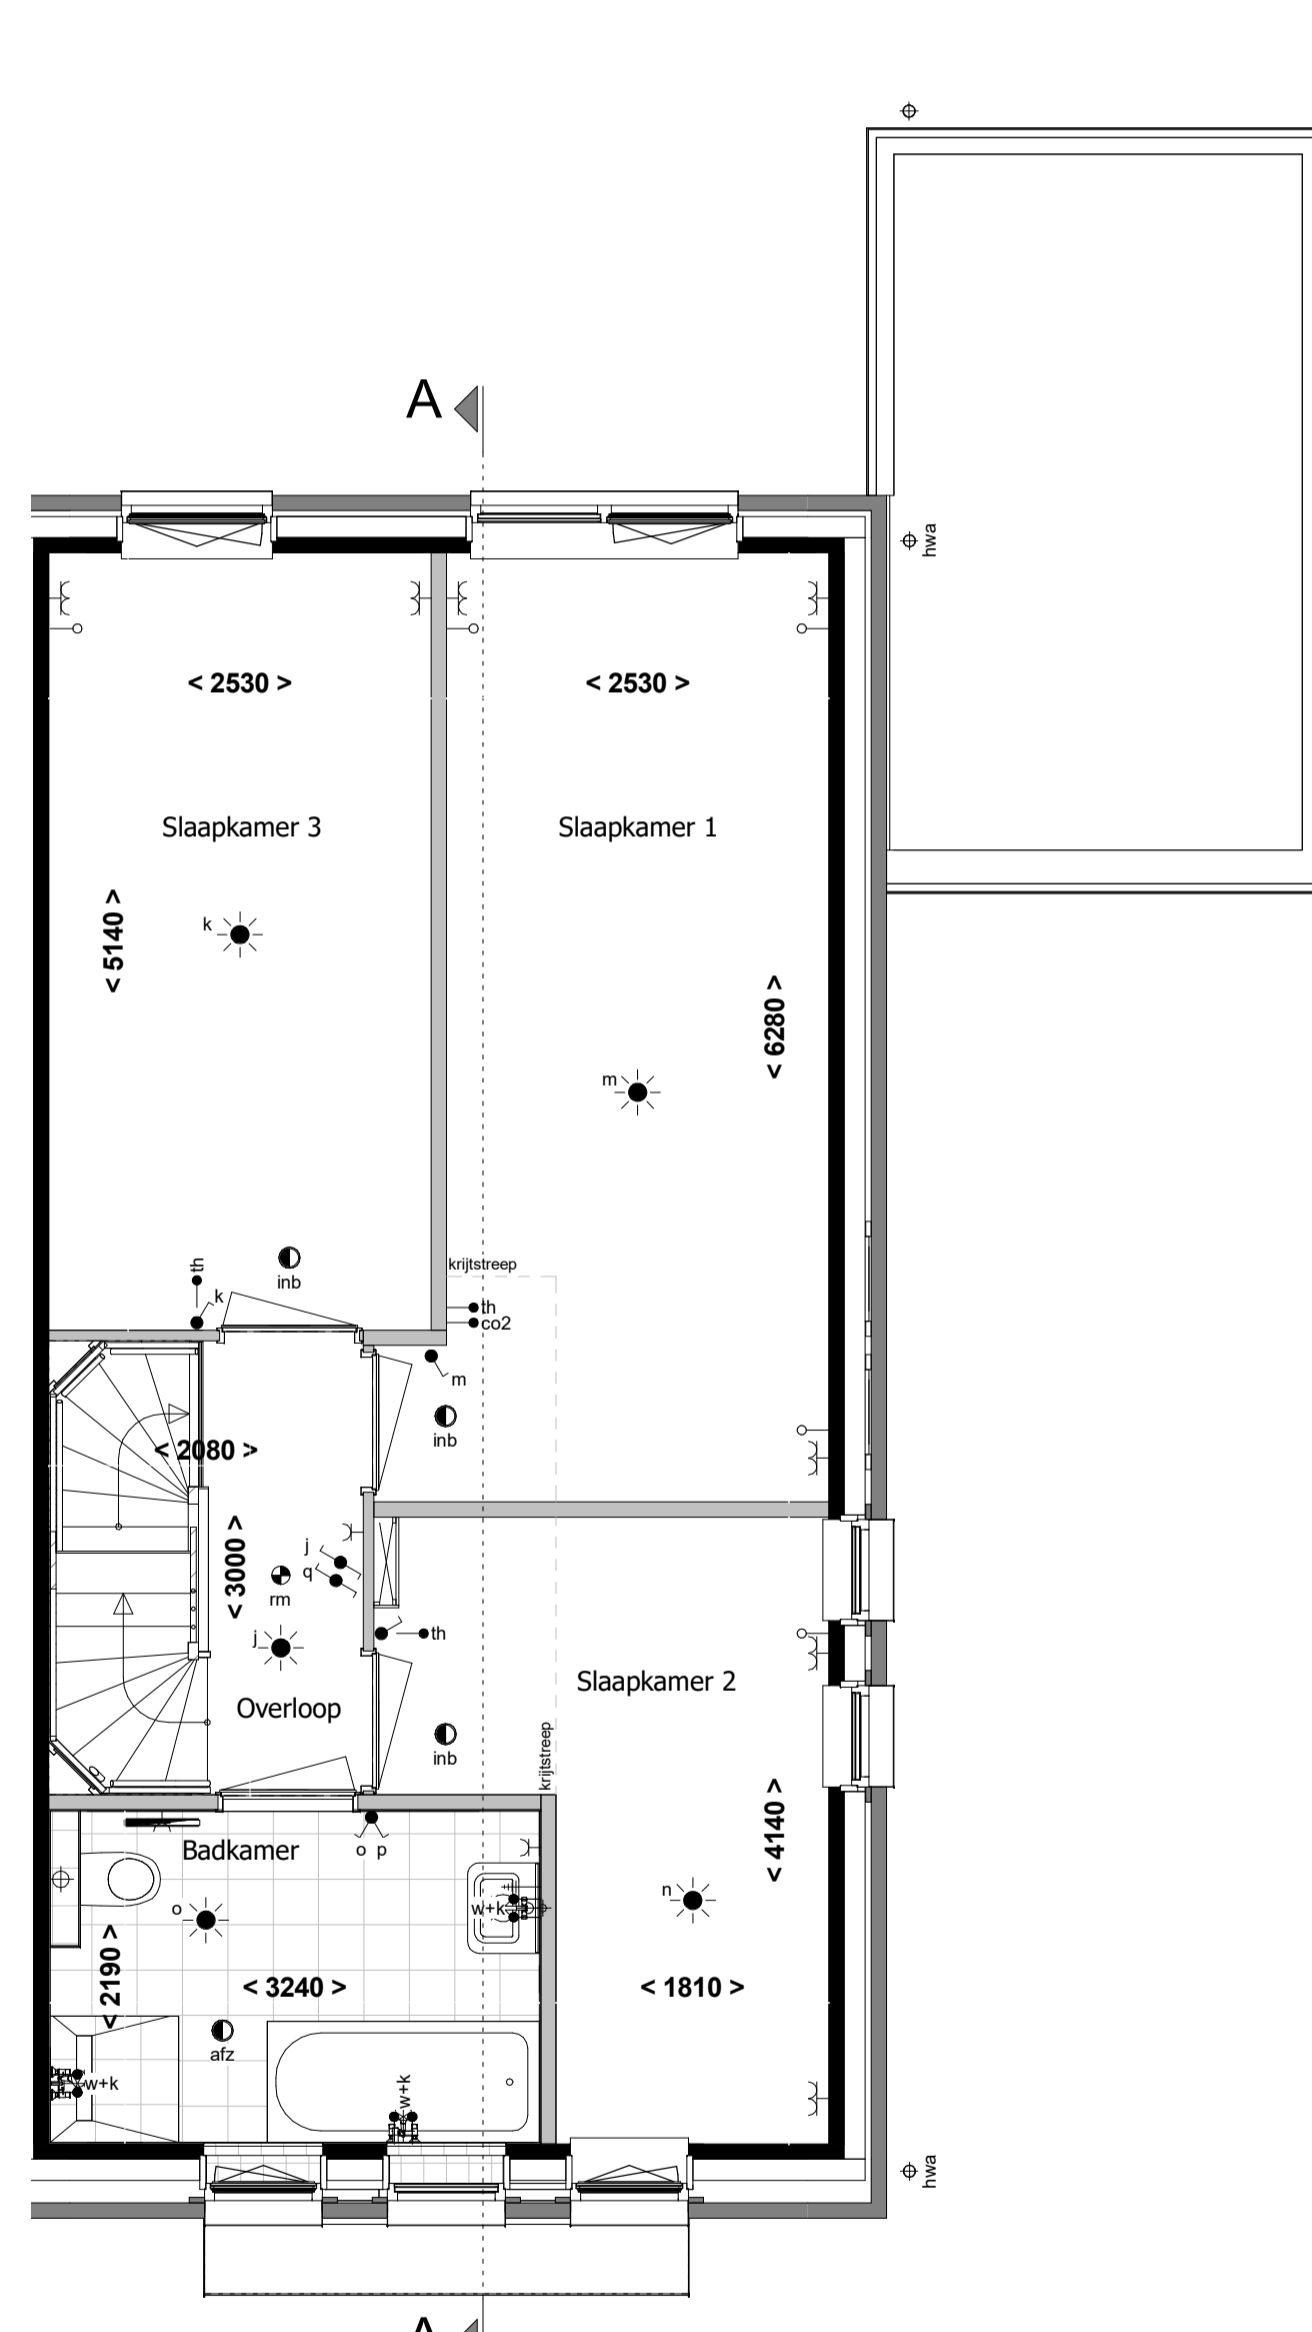 A
hwa
< 2530 >
< 2530 >
Slaapkamer 3
Slaapkamer 1
< 5140 >
k
< 6280 >
m
th
inb
k
krijtstreep
th
co2
m
inb
< 2080 >
< 3000 >
j
q
rm
j
th
Slaapkamer 2
Overloop
inb
krijtstreep
Badkamer
o p
< 4140 >
n
o
w+k
< 2190 >
< 3240 >
< 1810 >
afz
w+k
w+k
hwa
A